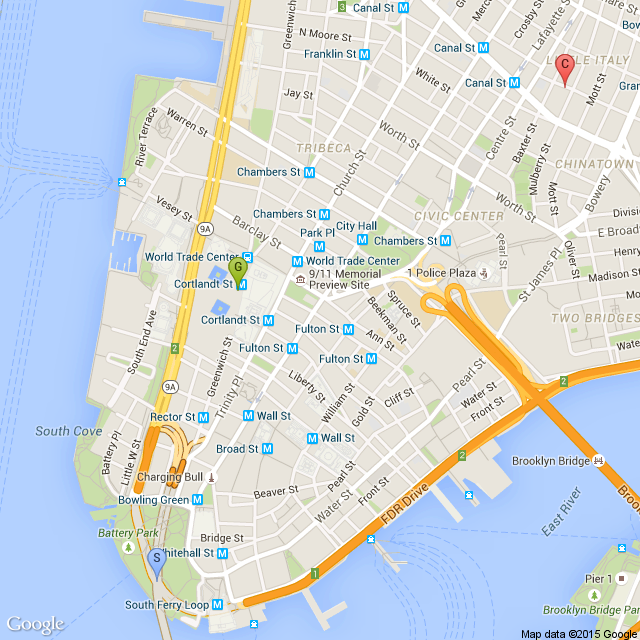 N Moore St
Greenwich St
Franklin St M
Canal St M
Canal St M
Mercer
Crosby St
Lafayette St
Bow
LITTLE ITALY
C
Mott St
Gran
White St
Jay St
TRIBECA
Worth St
Centre St
Baxter St
Mulberry St
Mott St
CHINATOWN
Bowery
River Terrace
Warren St
Chambers St M
Church St
Vesey St
9A
Barclay St
Chambers St M
Park Pl
City Hall
M
CIVIC CENTER
Worth St
Division
E Broadw
Chambers St M
Pearl St
St James Pl
Oliver St
Henry
Madison St
World Trade Center
G
Cortlandt St M
M World Trade Center
9/11 Memorial
Preview Site
1 Police Plaza
TWO BRIDGES
South End Ave
Cortlandt St M
Beekman St
Spruce St
Ann St
Fulton St M
Fulton St M
Fulton St M
2
Greenwich St
Trinity Pl
Liberty St
William St
Gold St
Cliff St
Pearl St
Water St
Front St
Water
2
9A
Rector St M
M Wall St
M Wall St
Broad St M
South Cove
Battery Pl
Little W St
Charging Bull
Bowling Green M
Beaver St
Pearl St
Water St
Front St
FDR Drive
2
Brooklyn Bridge
Brook
East River
Battery Park
Bridge St
Whitehall St M
S
South Ferry Loop M
1
Pier 1
Brooklyn Bridge Park
Google
Map data ©2015 Google